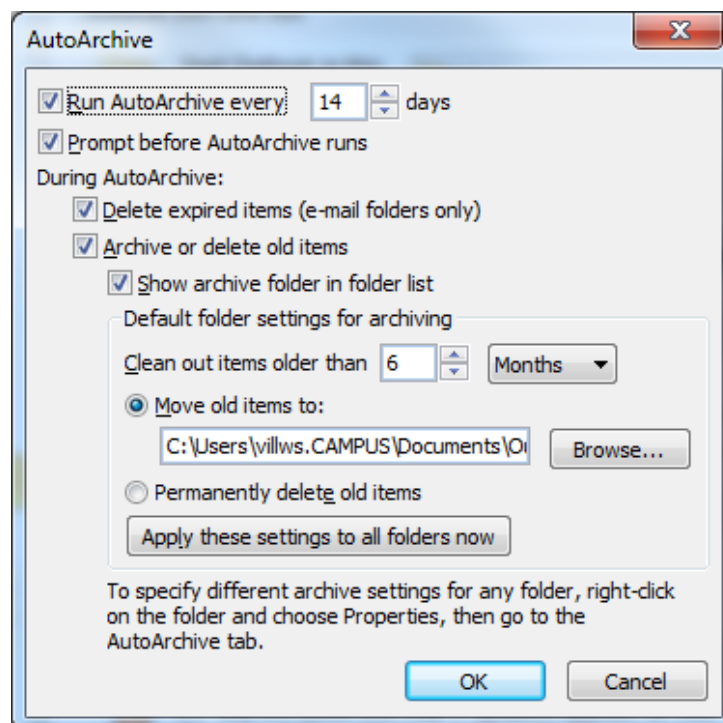 AutoArchive
Run AutoArchive every 14 days
Prompt before AutoArchive runs
During AutoArchive:
Delete expired items (e-mail folders only)
Archive or delete old items
Show archive folder in folder list
Default folder settings for archiving
Clean out items older than 6 Months
Move old items to:
C:\Users\villws.CAMPUS\Documents\Ou Browse...
Permanently delete old items
Apply these settings to all folders now
To specify different archive settings for any folder, right-click
on the folder and choose Properties, then go to the
AutoArchive tab.
OK Cancel